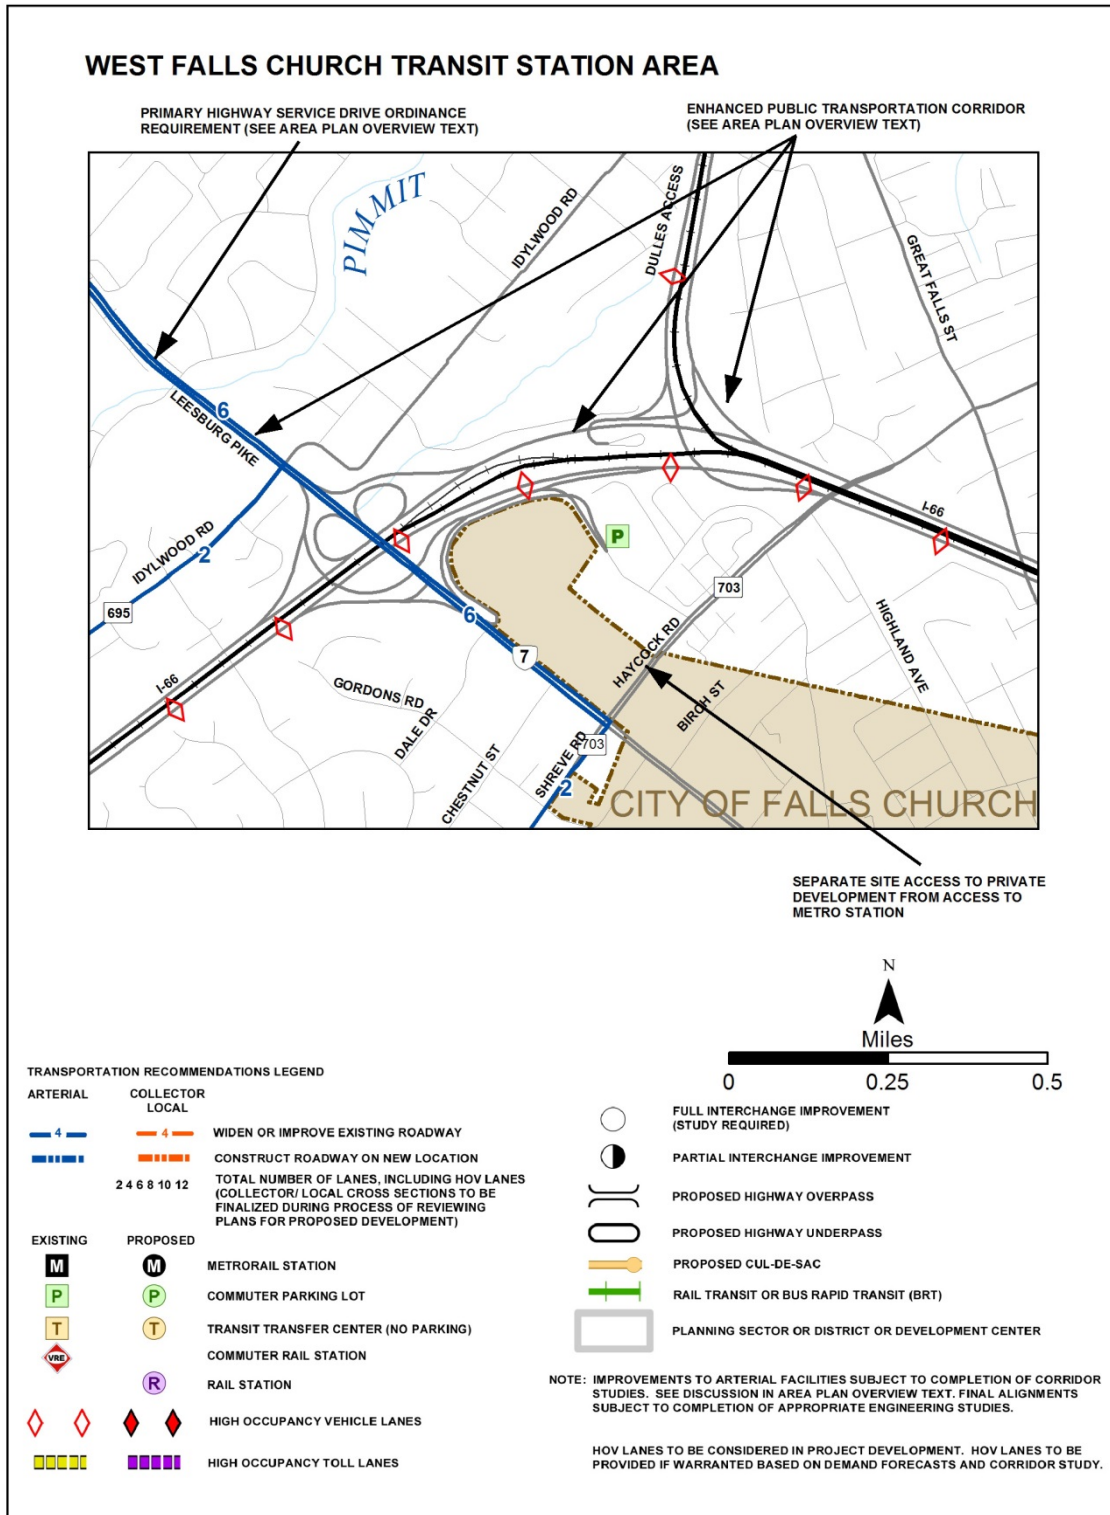 WEST FALLS CHURCH TRANSIT STATION AREA
PRIMARY HIGHWAY SERVICE DRIVE ORDINANCE
REQUIREMENT (SEE AREA PLAN OVERVIEW TEXT)
ENHANCED PUBLIC TRANSPORTATION CORRIDOR
(SEE AREA PLAN OVERVIEW TEXT)
PIMMIT
IDYLWOOD RD
DULLES ACCESS
GREAT FALLS ST
6
LEESBURG PIKE
IDYLWOOD RD
2
695
I-66
P
I-66
703
6
7
HAYCOCK RD
HIGHLAND AVE
BIRCH ST
GORDONS RD
DALE DR
CHESTNUT ST
SHREVE RD
703
2
CITY OF FALLS CHURCH
SEPARATE SITE ACCESS TO PRIVATE
DEVELOPMENT FROM ACCESS TO
METRO STATION
N
Miles
0 0.25 0.5
TRANSPORTATION RECOMMENDATIONS LEGEND
ARTERIAL COLLECTOR
LOCAL
4 4 WIDEN OR IMPROVE EXISTING ROADWAY
CONSTRUCT ROADWAY ON NEW LOCATION
2 4 6 8 10 12 TOTAL NUMBER OF LANES, INCLUDING HOV LANES
(COLLECTOR/ LOCAL CROSS SECTIONS TO BE
FINALIZED DURING PROCESS OF REVIEWING
PLANS FOR PROPOSED DEVELOPMENT)
EXISTING PROPOSED
M M METRORAIL STATION
P P COMMUTER PARKING LOT
T T TRANSIT TRANSFER CENTER (NO PARKING)
VRE COMMUTER RAIL STATION
R RAIL STATION
HIGH OCCUPANCY VEHICLE LANES
HIGH OCCUPANCY TOLL LANES
FULL INTERCHANGE IMPROVEMENT
(STUDY REQUIRED)
PARTIAL INTERCHANGE IMPROVEMENT
PROPOSED HIGHWAY OVERPASS
PROPOSED HIGHWAY UNDERPASS
PROPOSED CUL-DE-SAC
RAIL TRANSIT OR BUS RAPID TRANSIT (BRT)
PLANNING SECTOR OR DISTRICT OR DEVELOPMENT CENTER
NOTE: IMPROVEMENTS TO ARTERIAL FACILITIES SUBJECT TO COMPLETION OF CORRIDOR
STUDIES. SEE DISCUSSION IN AREA PLAN OVERVIEW TEXT. FINAL ALIGNMENTS
SUBJECT TO COMPLETION OF APPROPRIATE ENGINEERING STUDIES.
HOV LANES TO BE CONSIDERED IN PROJECT DEVELOPMENT. HOV LANES TO BE
PROVIDED IF WARRANTED BASED ON DEMAND FORECASTS AND CORRIDOR STUDY.